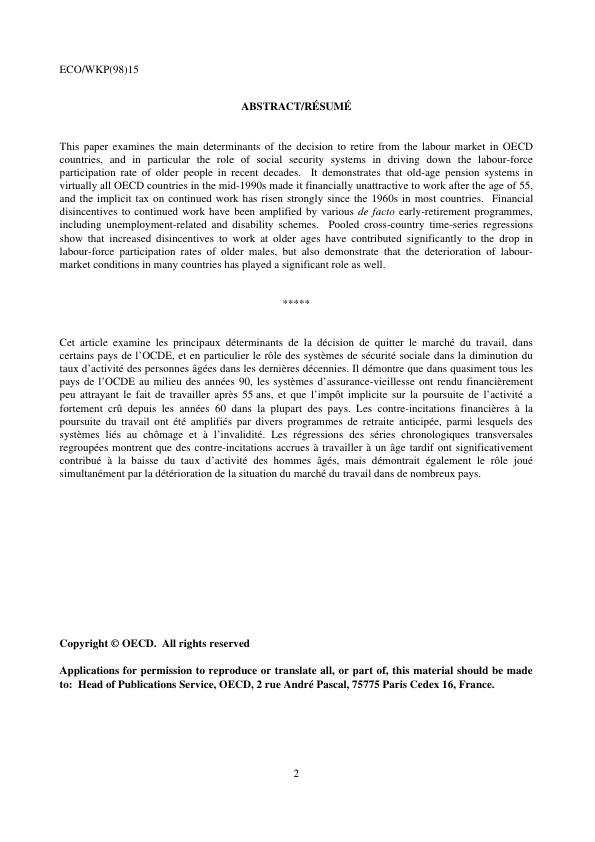 ECO/WKP(98)15
ABSTRACT/RÉSUMÉ
This paper examines the main determinants of the decision to retire from the labour market in OECD
countries, and in particular the role of social security systems in driving down the labour-force
participation rate of older people in recent decades. It demonstrates that old-age pension systems in
virtually all OECD countries in the mid-1990s made it financially unattractive to work after the age of 55,
and the implicit tax on continued work has risen strongly since the 1960s in most countries. Financial
disincentives to continued work have been amplified by various de facto early-retirement programmes,
including unemployment-related and disability schemes. Pooled cross-country time-series regressions
show that increased disincentives to work at older ages have contributed significantly to the drop in
labour-force participation rates of older males, but also demonstrate that the deterioration of labour-
market conditions in many countries has played a significant role as well.
*****
Cet article examine les principaux déterminants de la décision de quitter le marché du travail, dans
certains pays de l’OCDE, et en particulier le rôle des systèmes de sécurité sociale dans la diminution du
taux d’activité des personnes âgées dans les dernières décennies. Il démontre que dans quasiment tous les
pays de l’OCDE au milieu des années 90, les systèmes d’assurance-vieillesse ont rendu financièrement
peu attrayant le fait de travailler après 55 ans, et que l’impôt implicite sur la poursuite de l’activité a
fortement crû depuis les années 60 dans la plupart des pays. Les contre-incitations financières à la
poursuite du travail ont été amplifiés par divers programmes de retraite anticipée, parmi lesquels des
systèmes liés au chômage et à l’invalidité. Les régressions des séries chronologiques transversales
regroupées montrent que des contre-incitations accrues à travailler à un âge tardif ont significativement
contribué à la baisse du taux d’activité des hommes âgés, mais démontrait également le rôle joué
simultanément par la détérioration de la situation du marché du travail dans de nombreux pays.
Copyright © OECD. All rights reserved
Applications for permission to reproduce or translate all, or part of, this material should be made
to: Head of Publications Service, OECD, 2 rue André Pascal, 75775 Paris Cedex 16, France.
2